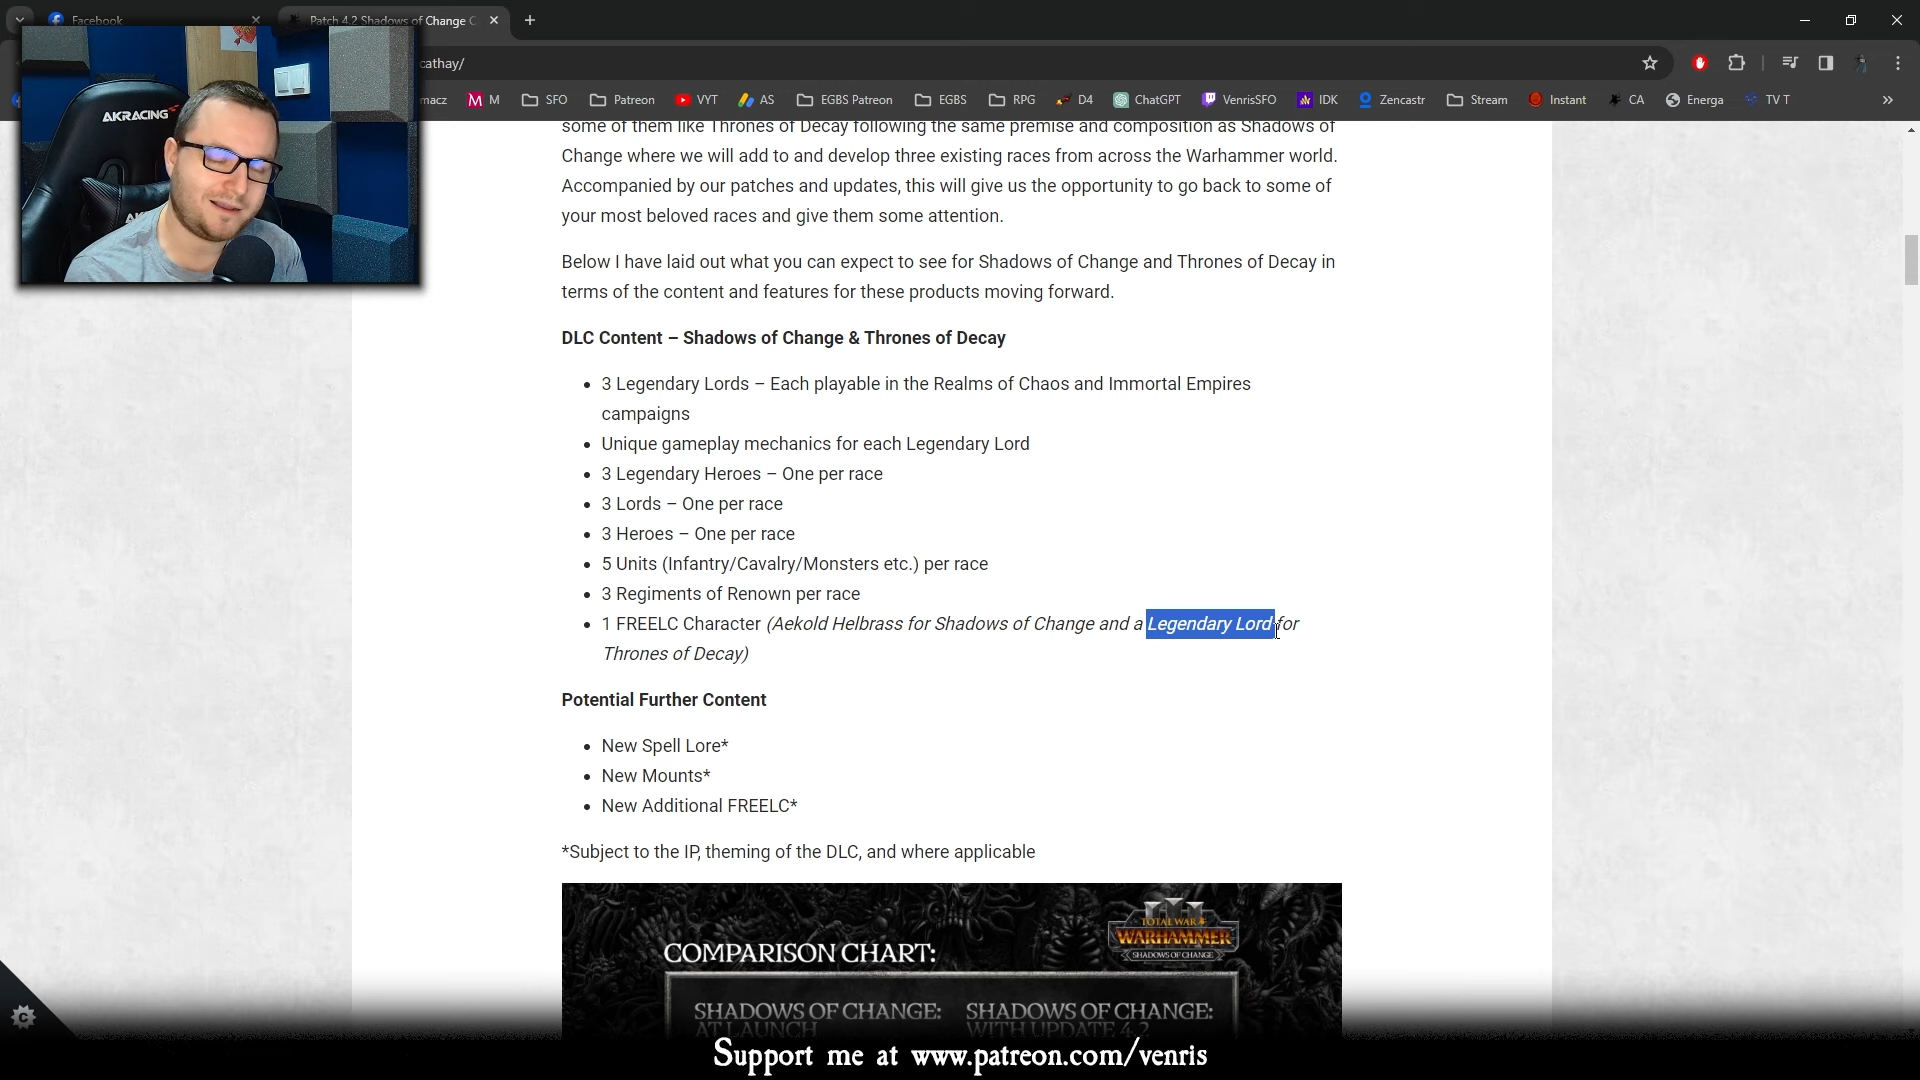 Facebook
Patch 4.2 Shadows of Change C
cathay/
macz M M SFO Patreon VYT AS EGBS Patreon EGBS RPG D4 ChatGPT VenrisSFO IDK Zencastr Stream Instant CA Energa TV T
AKRACING
some of them like Thrones of Decay following the same premise and composition as Shadows of
Change where we will add to and develop three existing races from across the Warhammer world.
Accompanied by our patches and updates, this will give us the opportunity to go back to some of
your most beloved races and give them some attention.
Below I have laid out what you can expect to see for Shadows of Change and Thrones of Decay in
terms of the content and features for these products moving forward.
DLC Content – Shadows of Change & Thrones of Decay
• 3 Legendary Lords – Each playable in the Realms of Chaos and Immortal Empires
campaigns
• Unique gameplay mechanics for each Legendary Lord
• 3 Legendary Heroes – One per race
• 3 Lords – One per race
• 3 Heroes – One per race
• 5 Units (Infantry/Cavalry/Monsters etc.) per race
• 3 Regiments of Renown per race
• 1 FREELC Character (Aekold Helbrass for Shadows of Change and a Legendary Lord for
Thrones of Decay)
Potential Further Content
• New Spell Lore*
• New Mounts*
• New Additional FREELC*
*Subject to the IP, theming of the DLC, and where applicable
TOTAL WAR
WARHAMMER
SHADOWS OF CHANGE
COMPARISON CHART:
SHADOWS OF CHANGE: SHADOWS OF CHANGE:
AT LAUNCH WITH UPDATE 4.2
Support me at www.patreon.com/venris